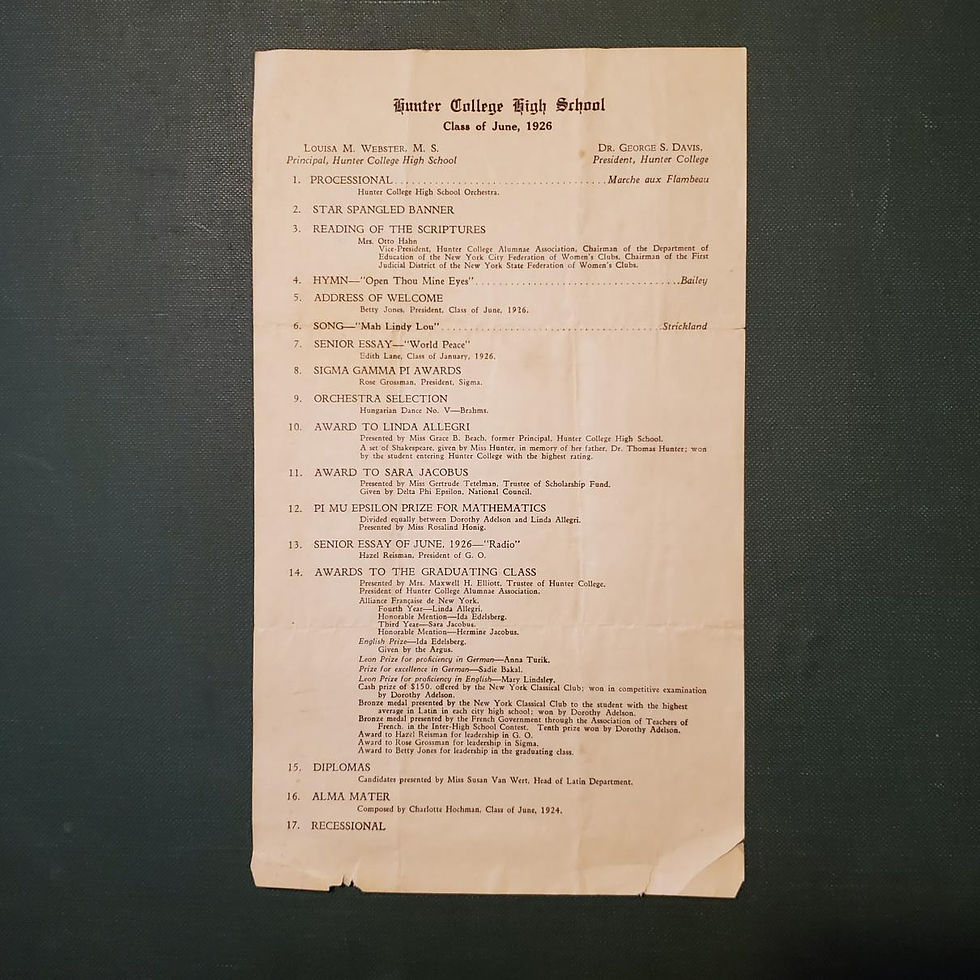 Hunter College High School
Class of June, 1926
LOUISA M. WEBSTER, M. S.
Principal, Hunter College High School
DR. GEORGE S. DAVIS,
President, Hunter College
1. PROCESSIONAL........................Marche aux Flambeau
Hunter College High School Orchestra.
2. STAR SPANGLED BANNER
3. READING OF THE SCRIPTURES
Mrs. Otto Hahn
Vice-President, Hunter College Alumnae Association, Chairman of the Department of
Education of the New York City Federation of Women's Clubs, Chairman of the First
Judicial District of the New York State Federation of Women's Clubs.
4. HYMN—"Open Thou Mine Eyes"........................Bailey
5. ADDRESS OF WELCOME
Betty Jones, President, Class of June, 1926.
6. SONG—"Mah Lindy Lou"........................Strickland
7. SENIOR ESSAY—"World Peace"
Edith Lane, Class of January, 1926.
8. SIGMA GAMMA PI AWARDS
Rose Grossman, President, Sigma.
9. ORCHESTRA SELECTION
Hungarian Dance No. V—Brahms.
10. AWARD TO LINDA ALLEGRI
Presented by Miss Grace B. Beach, former Principal, Hunter College High School.
A set of Shakespeare, given by Miss Hunter, in memory of her father, Dr. Thomas Hunter; won
by the student entering Hunter College with the highest rating.
11. AWARD TO SARA JACOBUS
Presented by Miss Gertrude Tetelman, Trustee of Scholarship Fund.
Given by Delta Phi Epsilon, National Council.
12. PI MU EPSILON PRIZE FOR MATHEMATICS
Divided equally between Dorothy Adelson and Linda Allegri.
Presented by Miss Rosalind Honig.
13. SENIOR ESSAY OF JUNE, 1926—"Radio"
Hazel Reisman, President of G. O.
14. AWARDS TO THE GRADUATING CLASS
Presented by Mrs. Maxwell H. Elliott, Trustee of Hunter College.
President of Hunter College Alumnae Association.
Alliance Française de New York.
Fourth Year—Linda Allegri.
Honorable Mention—Ida Edelsberg.
Third Year—Sara Jacobus.
Honorable Mention—Hermine Jacobus.
English Prize—Ida Edelsberg.
Given by the Argus.
Leon Prize for proficiency in German—Anna Turik.
Prize for excellence in German—Sadie Bakal.
Leon Prize for proficiency in English—Mary Lindsley.
Cash prize of $150, offered by the New York Classical Club; won in competitive examination
by Dorothy Adelson.
Bronze medal presented by the New York Classical Club to the student with the highest
average in Latin in each city high school; won by Dorothy Adelson.
Bronze medal presented by the French Government through the Association of Teachers of
French, in the Inter-High School Contest. Tenth prize won by Dorothy Adelson.
Award to Hazel Reisman for leadership in G. O.
Award to Rose Grossman for leadership in Sigma.
Award to Betty Jones for leadership in the graduating class.
15. DIPLOMAS
Candidates presented by Miss Susan Van Wert, Head of Latin Department.
16. ALMA MATER
Composed by Charlotte Hochman, Class of June, 1924.
17. RECESSIONAL